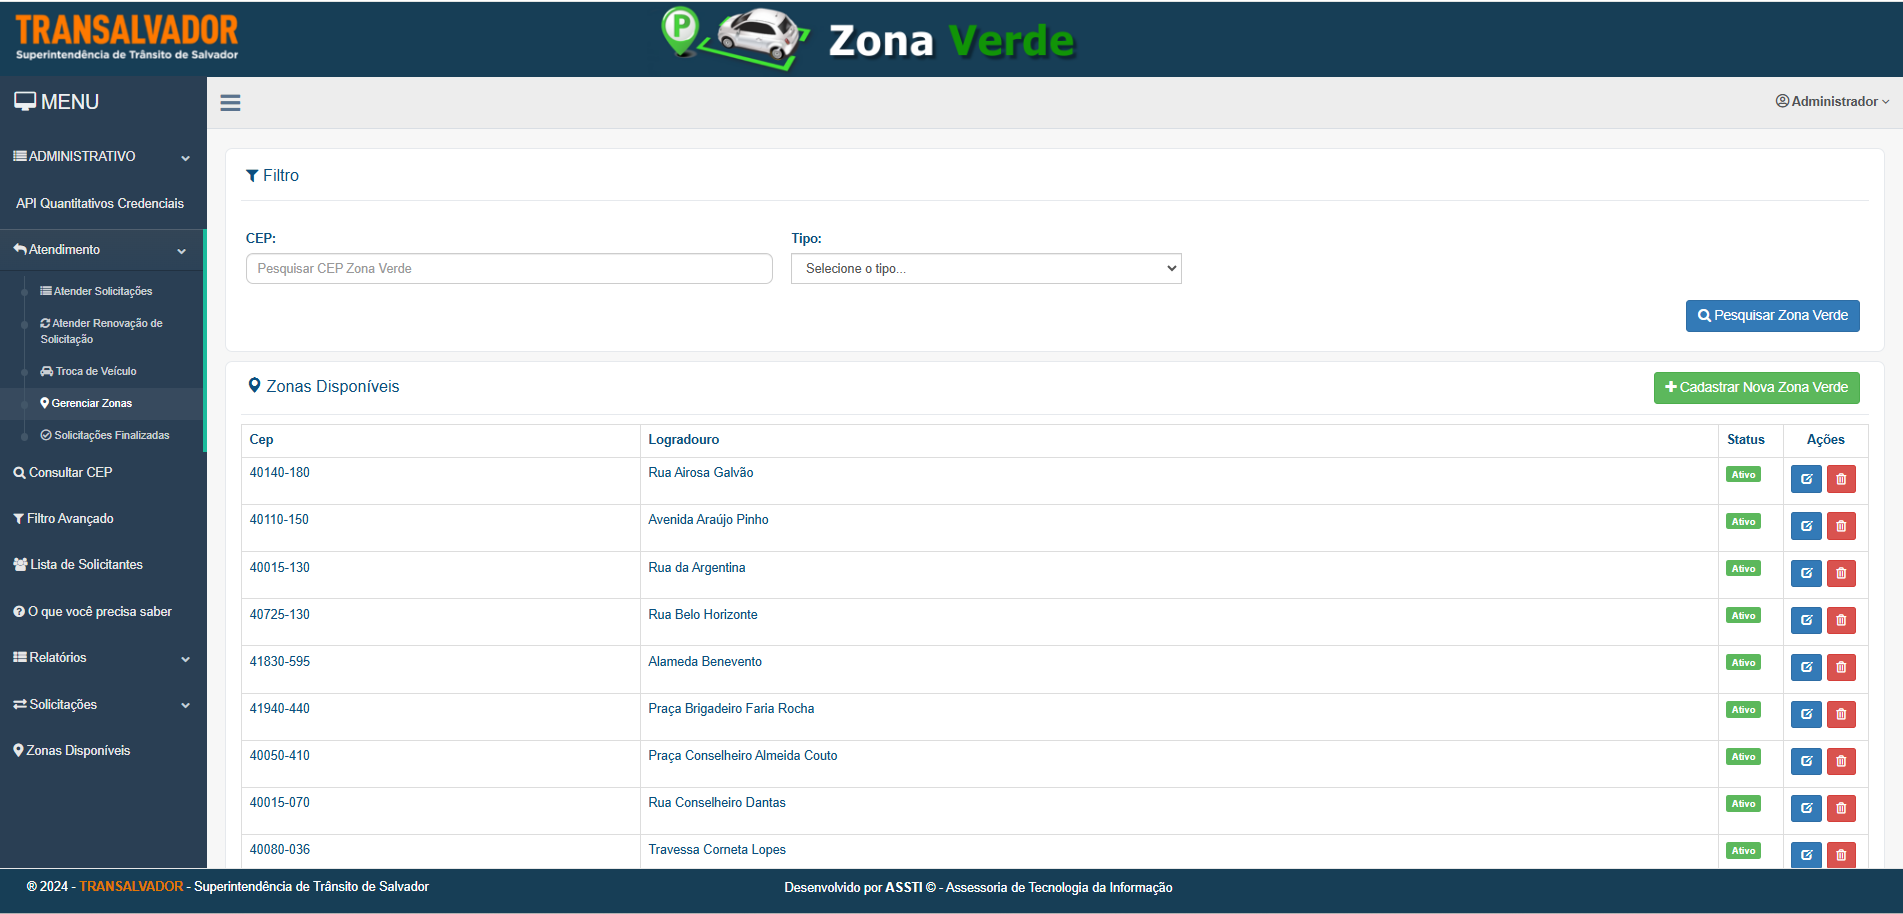 TRANSALVADOR
Superintendência de Trânsito de Salvador
P
Zona Verde
MENU
Administrador
ADMINISTRATIVO
API Quantitativos Credenciais
Atendimento
Atender Solicitações
Atender Renovação de
Solicitação
Troca de Veículo
Gerenciar Zonas
Solicitações Finalizadas
Consultar CEP
Filtro Avançado
Lista de Solicitantes
O que você precisa saber
Relatórios
Solicitações
Zonas Disponíveis
Filtro
CEP: Tipo:
Pesquisar CEP Zona Verde Selecione o tipo...
Pesquisar Zona Verde
Zonas Disponíveis
Cadastrar Nova Zona Verde
Cep Logradouro Status Ações
40140-180 Rua Airosa Galvão Ativo
40110-150 Avenida Araújo Pinho Ativo
40015-130 Rua da Argentina Ativo
40725-130 Rua Belo Horizonte Ativo
41830-595 Alameda Benevento Ativo
41940-440 Praça Brigadeiro Faria Rocha Ativo
40050-410 Praça Conselheiro Almeida Couto Ativo
40015-070 Rua Conselheiro Dantas Ativo
40080-036 Travessa Corneta Lopes Ativo
® 2024 - TRANSALVADOR - Superintendência de Trânsito de Salvador
Desenvolvido por ASSTI © - Assessoria de Tecnologia da Informação